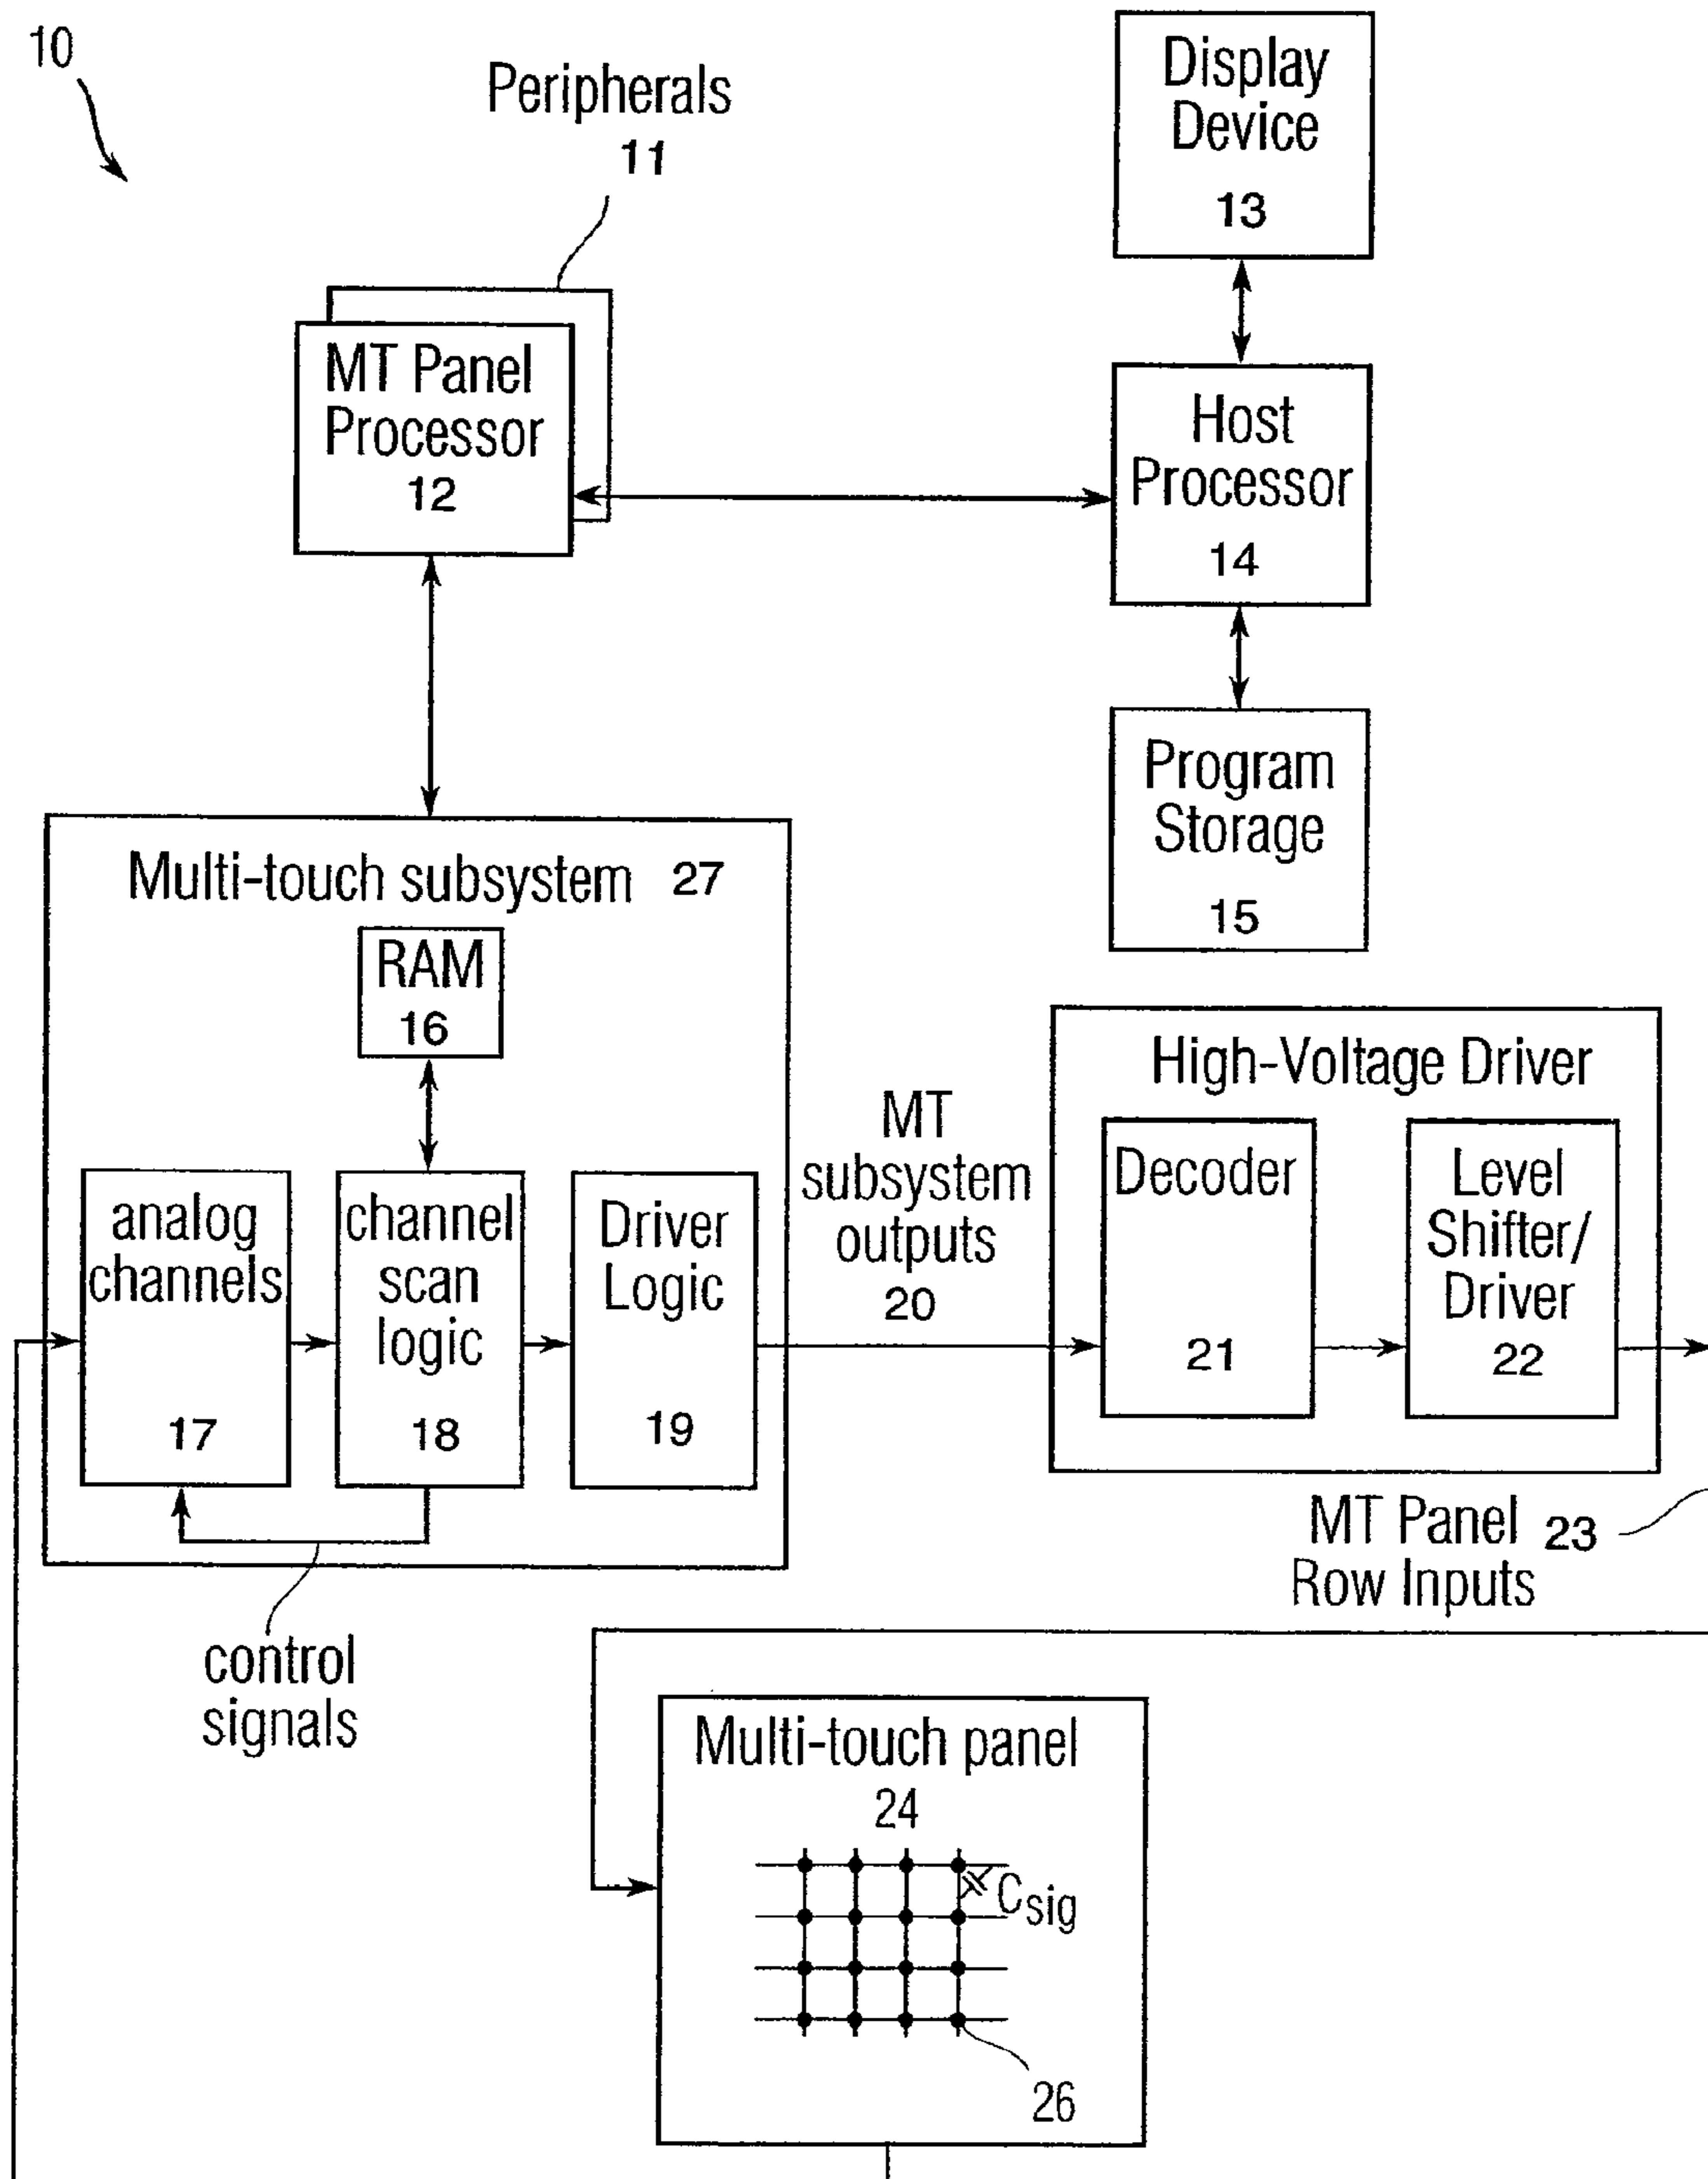 10
Peripherals
11
Display
Device
13
MT Panel
Processor
12
Host
Processor
14
Program
Storage
15
Multi-touch subsystem 27
RAM
16
analog
channels
17
channel
scan
logic
18
Driver
Logic
19
control
signals
MT
subsystem
outputs
20
High-Voltage Driver
Decoder
21
Level
Shifter/
Driver
22
MT Panel 23
Row Inputs
Multi-touch panel
24
Csig
26